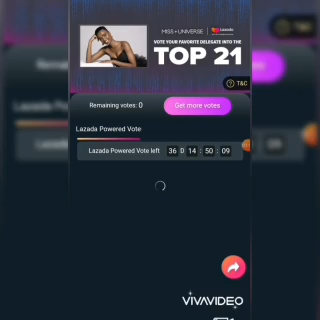 MISS UNIVERSE Lazada
VOTE YOUR FAVORITE DELEGATE INTO THE
TOP 21
T&C
Remaining votes: 0
Get more votes
Lazada Powered Vote
Lazada Powered Vote left 36 D 14 : 50 : 09
VIVAVIDEO